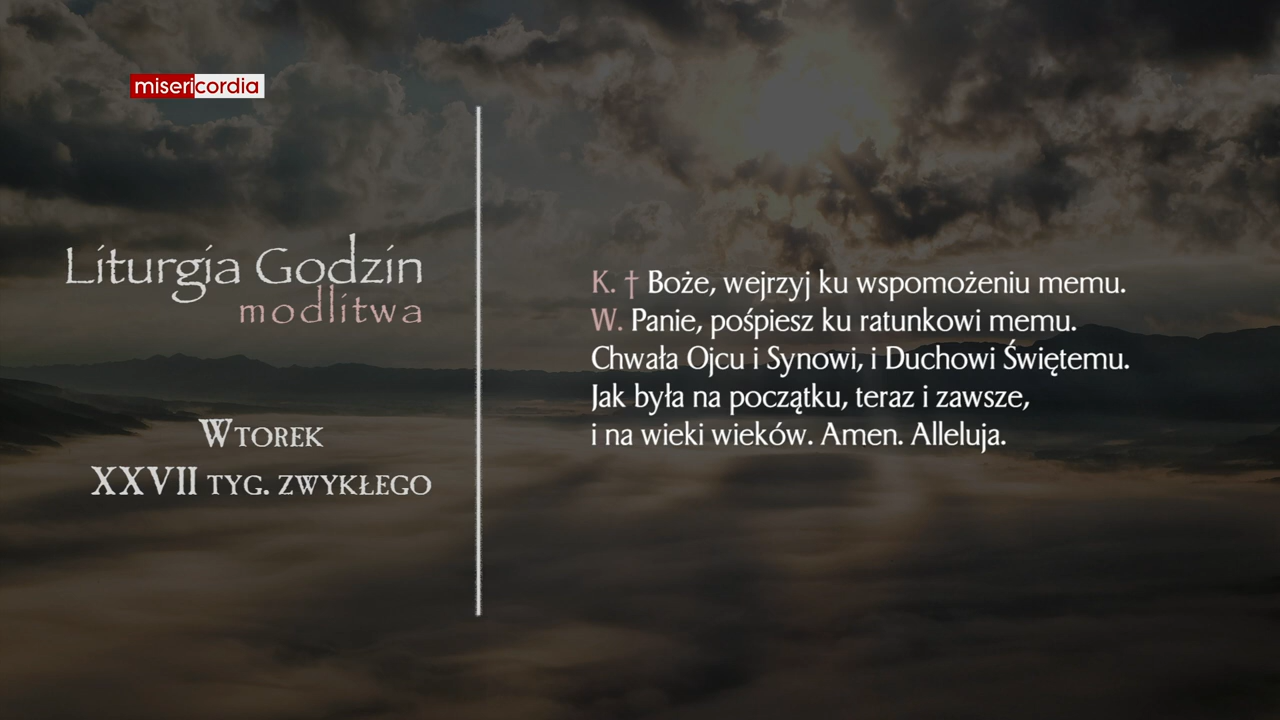 misericordia
Liturgia Godzin
modlitwa
Wtorek
XXVII tyg. zwykłego
K. † Boże, wejrzyj ku wspomożeniu memu.
W. Panie, pośpiesz ku ratunkowi memu.
Chwała Ojcu i Synowi, i Duchowi Świętemu.
Jak była na początku, teraz i zawsze,
i na wieki wieków. Amen. Alleluja.